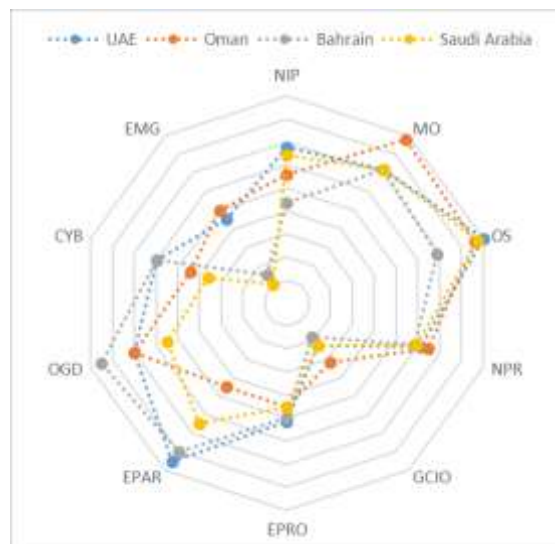 UAE Oman Bahrain Saudi Arabia
NIP
EMG MO
CYB OS
OGD NPR
EPAR GCIO
EPRO